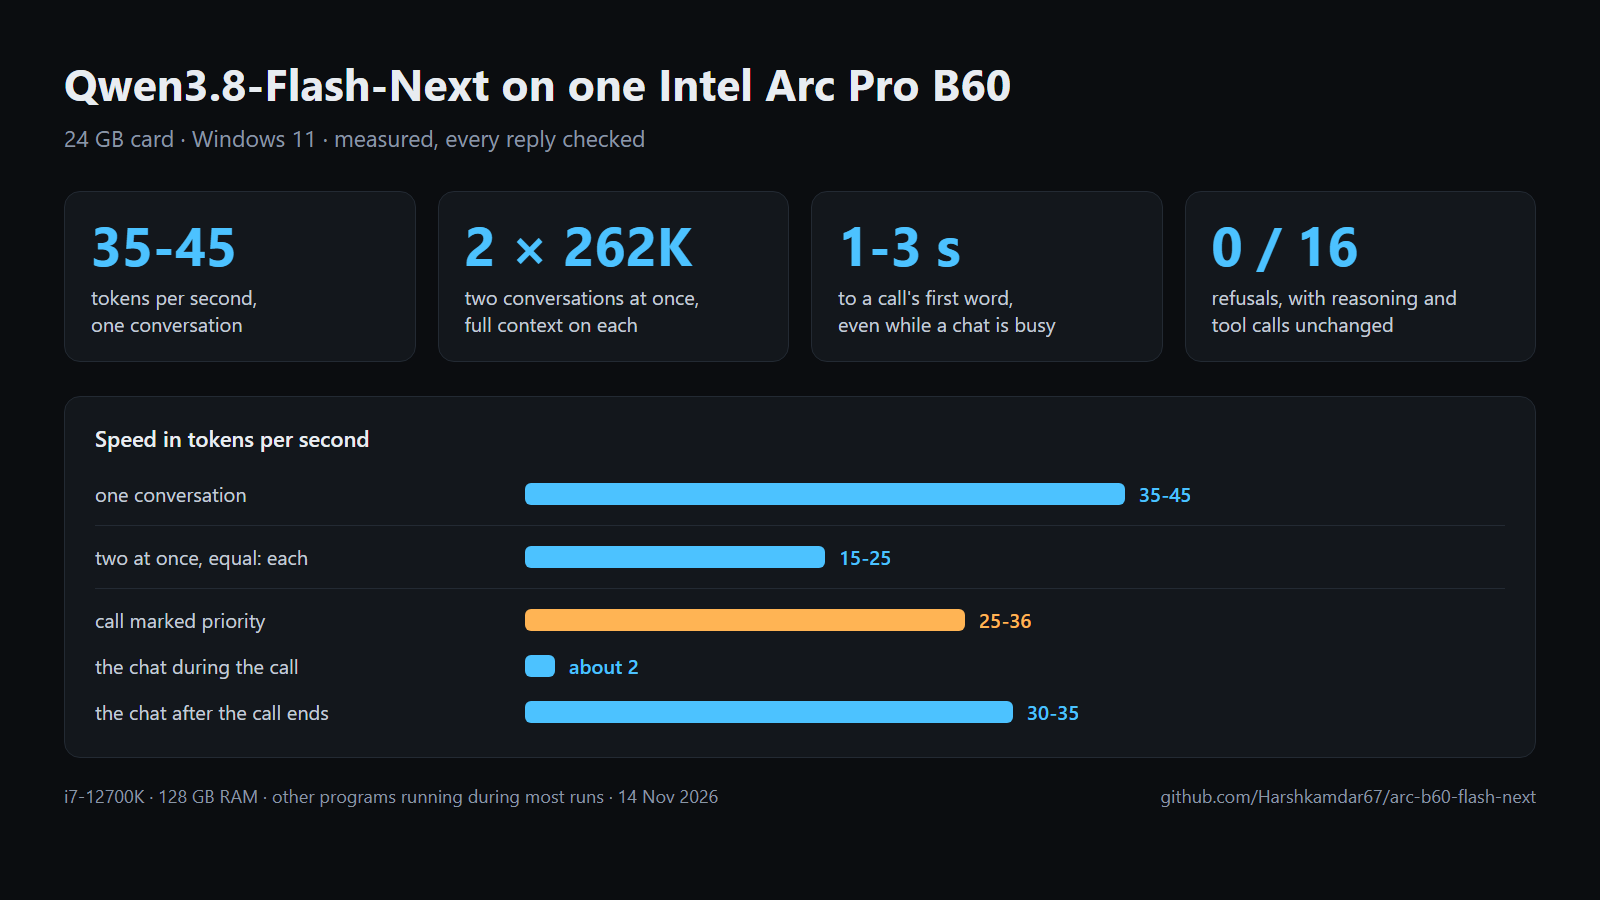 Qwen3.8-Flash-Next on one Intel Arc Pro B60
24 GB card · Windows 11 · measured, every reply checked
35-45
tokens per second,
one conversation
2 × 262K
two conversations at once,
full context on each
1-3 s
to a call's first word,
even while a chat is busy
0 / 16
refusals, with reasoning and
tool calls unchanged
Speed in tokens per second
one conversation 35-45
two at once, equal: each 15-25
call marked priority 25-36
the chat during the call about 2
the chat after the call ends 30-35
i7-12700K · 128 GB RAM · other programs running during most runs · 14 Nov 2026
github.com/Harshkamdar67/arc-b60-flash-next